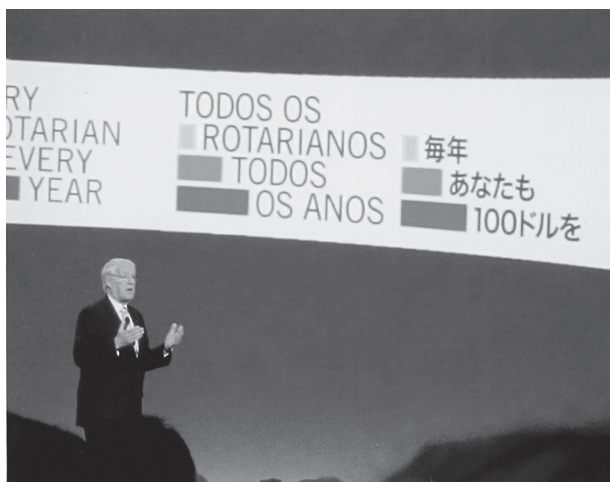 RY
OTARIAN
EVERY
YEAR
TODOS OS
ROTARIANOS
TODOS
OS ANOS
毎年
あなたも
100ドルを